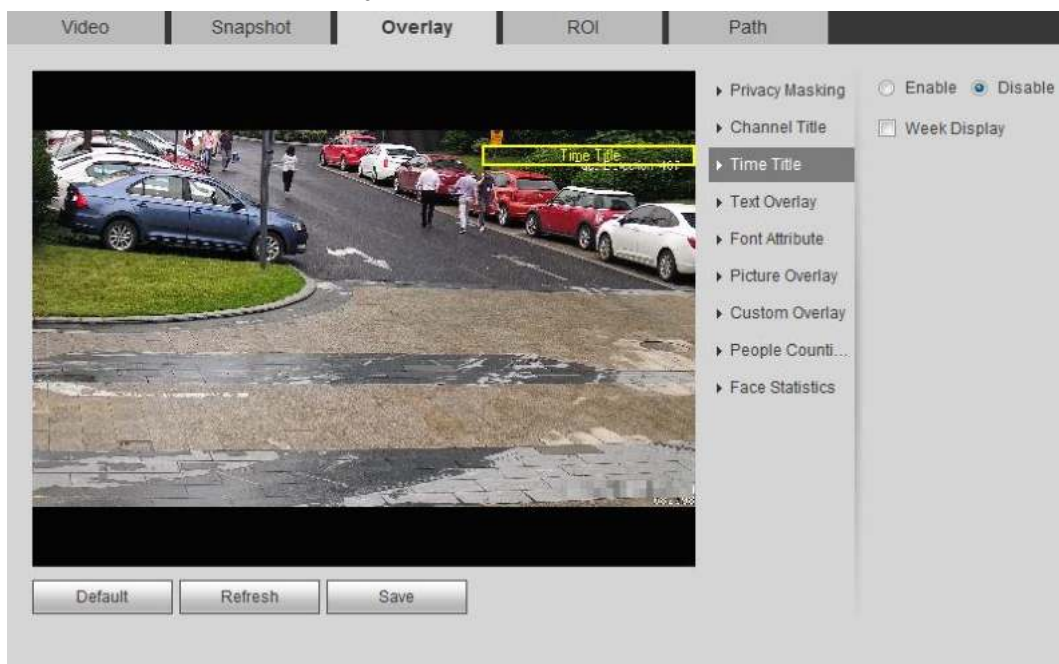 Video Snapshot Overlay ROI Path
Privacy Masking
Channel Title
Time Title
Text Overlay
Font Attribute
Picture Overlay
Custom Overlay
People Counti...
Face Statistics
Enable Disable
Week Display
Time Title
Default Refresh Save